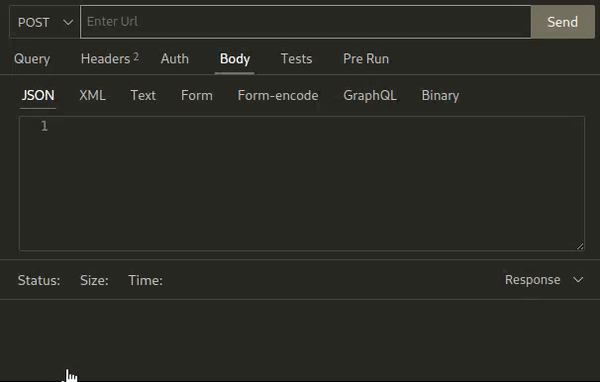 POST Enter Url Send
Query Headers 2 Auth Body Tests Pre Run
JSON XML Text Form Form-encode GraphQL Binary
1
Status: Size: Time: Response